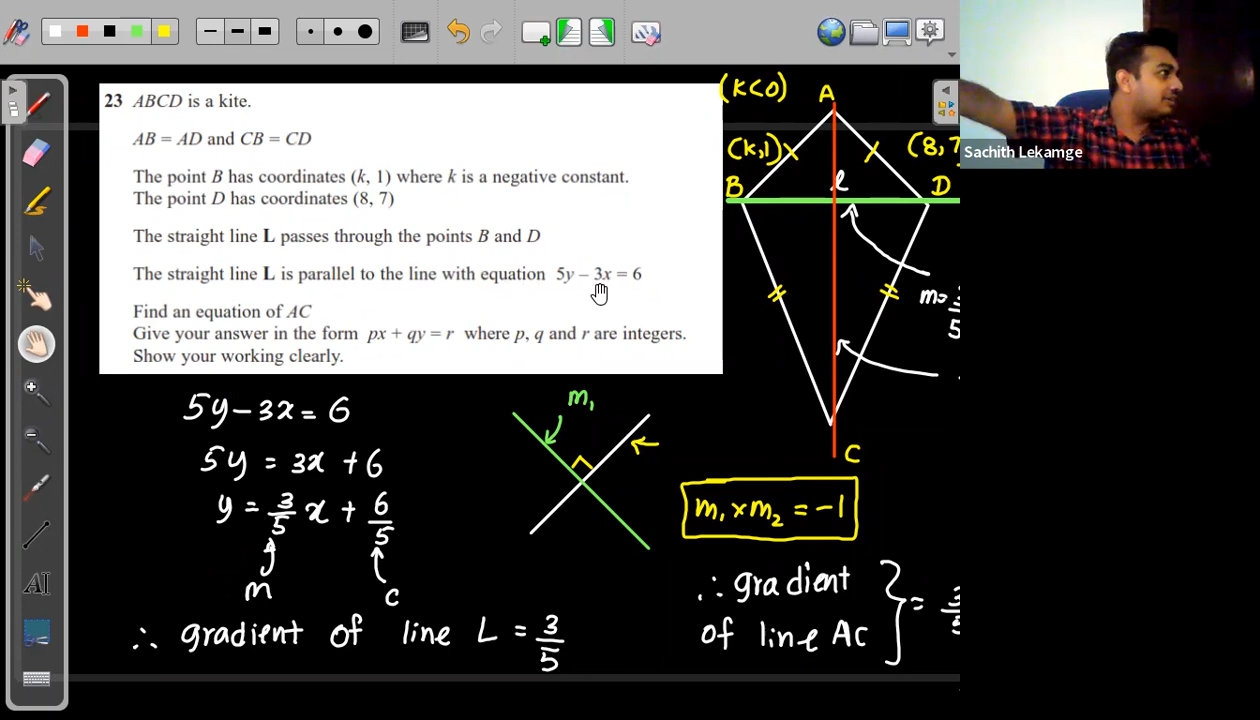 23 ABCD is a kite.
AB = AD and CB = CD
The point B has coordinates (k, 1) where k is a negative constant.
The point D has coordinates (8, 7)
The straight line L passes through the points B and D
The straight line L is parallel to the line with equation 5y – 3x = 6
Find an equation of AC
Give your answer in the form px + qy = r where p, q and r are integers.
Show your working clearly.
(k<0)
A
(k,1)
(8, 7
B
l
D
m=
C
Sachith Lekamge
5y – 3x = 6
5y = 3x + 6
y = 3/5 x + 6/5
m
c
∴ gradient of line L = 3/5
m₁
m₁ × m₂ = –1
∴ gradient
of line AC
=
AI